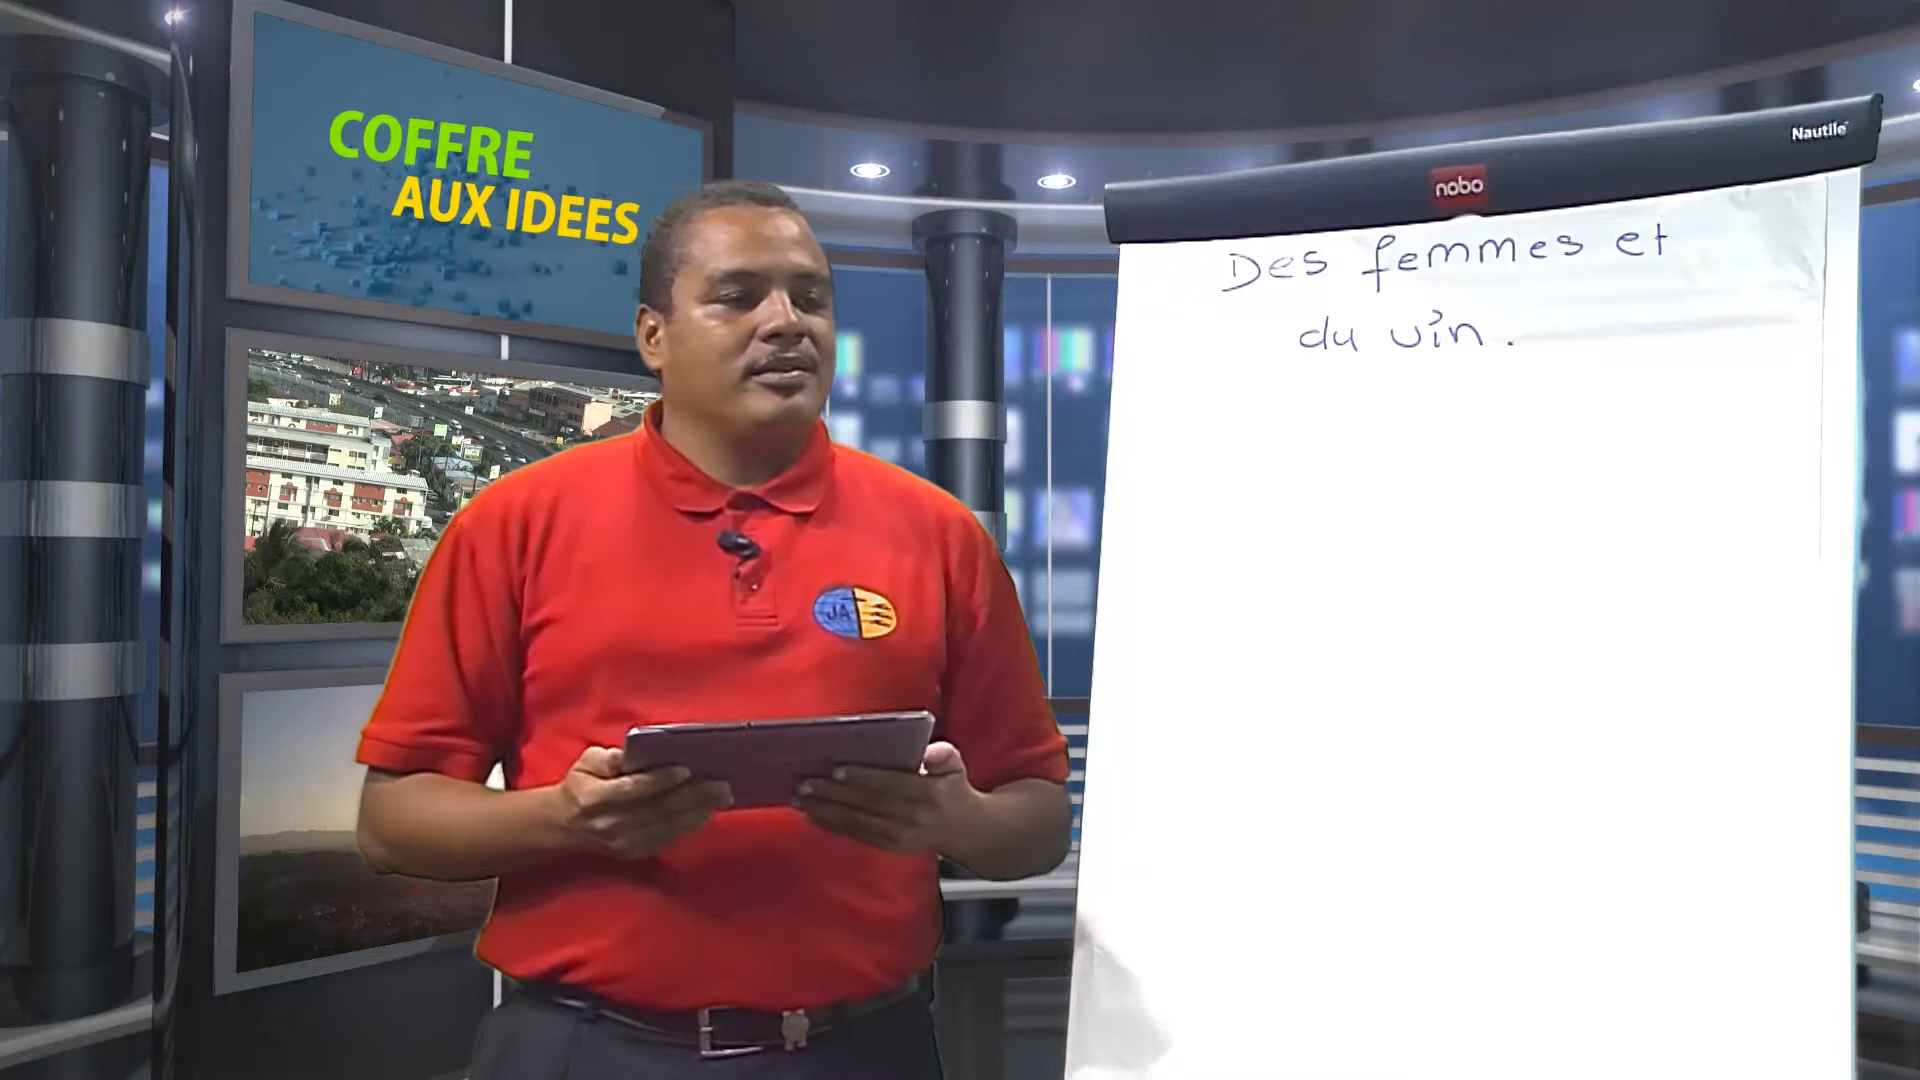 COFFRE
AUX IDEES
Nautile
nobo
Des femmes et
du vin.
JA